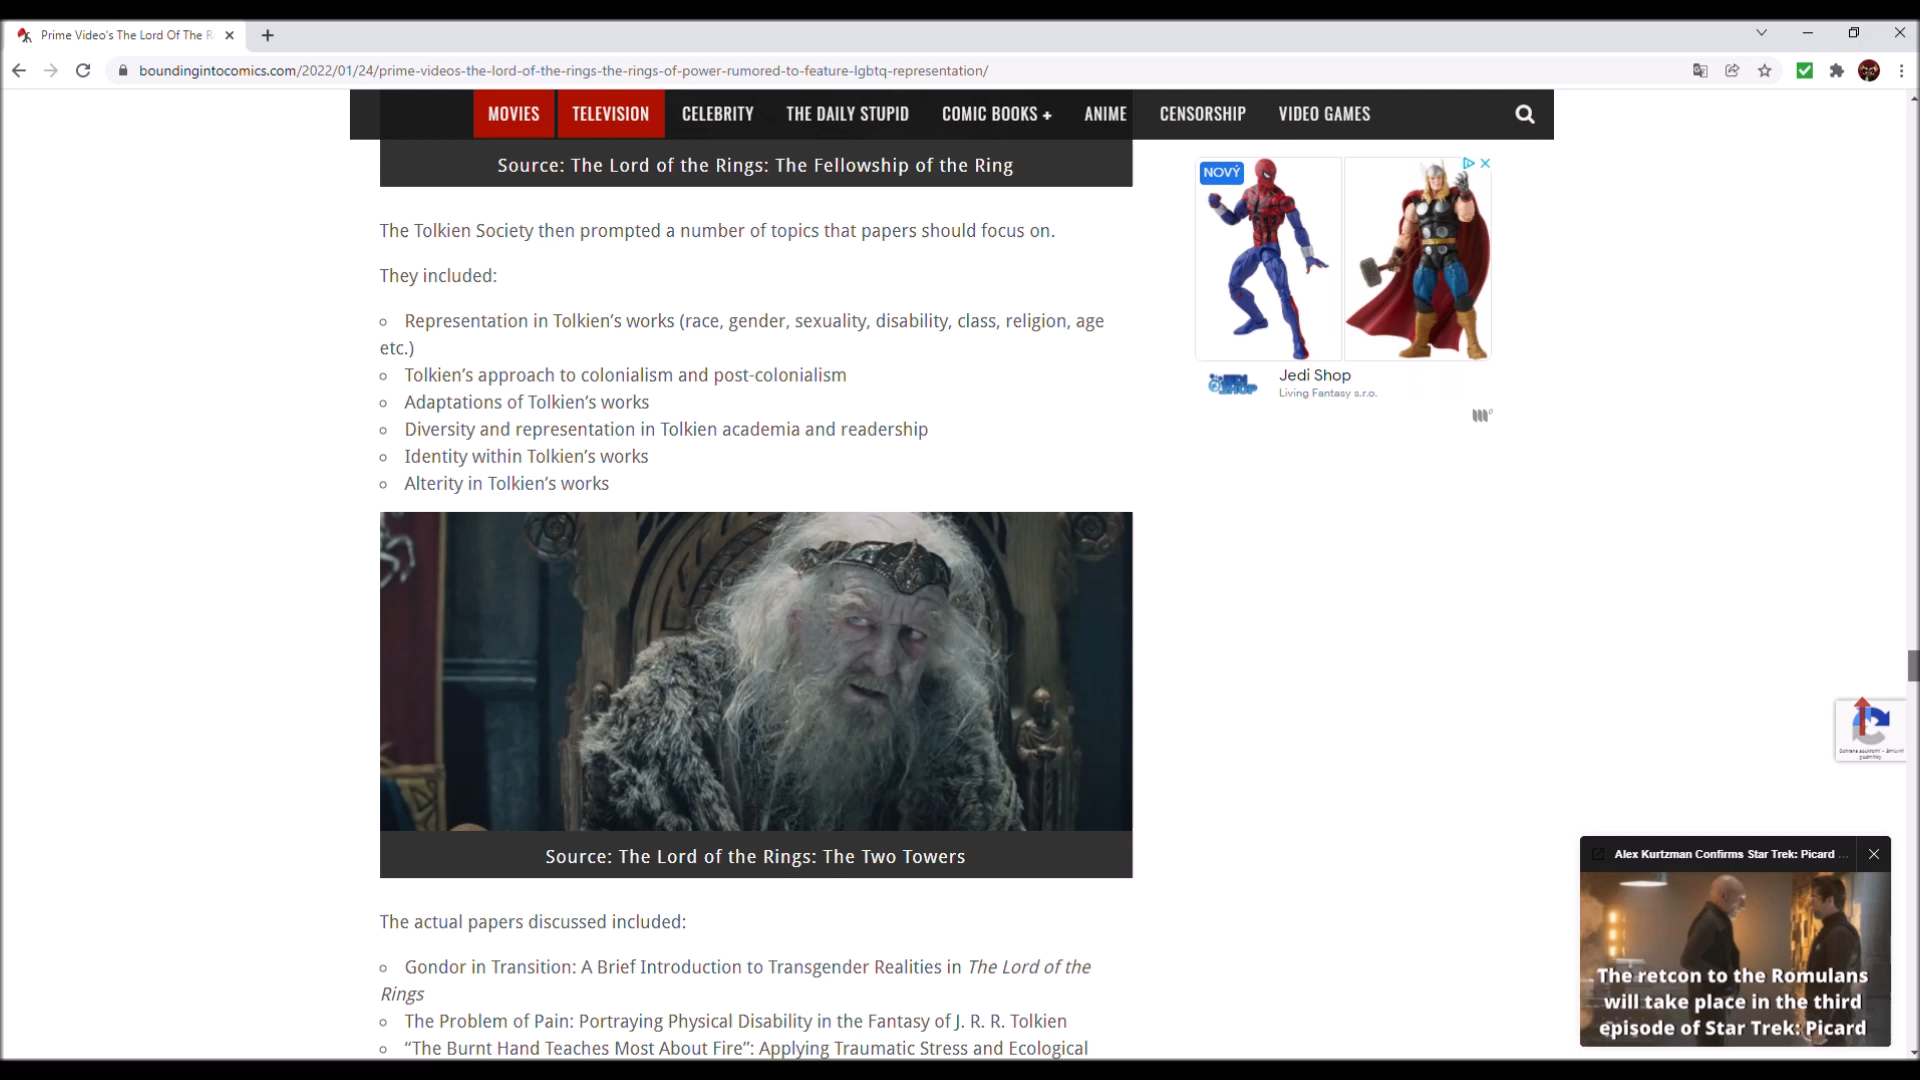 Prime Video's The Lord Of The R
boundingintocomics.com/2022/01/24/prime-videos-the-lord-of-the-rings-the-rings-of-power-rumored-to-feature-lgbtq-representation/
MOVIES TELEVISION CELEBRITY THE DAILY STUPID COMIC BOOKS + ANIME CENSORSHIP VIDEO GAMES
Source: The Lord of the Rings: The Fellowship of the Ring
NOVÝ
Jedi Shop
Living Fantasy s.r.o.
The Tolkien Society then prompted a number of topics that papers should focus on.
They included:
Representation in Tolkien’s works (race, gender, sexuality, disability, class, religion, age
etc.)
Tolkien’s approach to colonialism and post-colonialism
Adaptations of Tolkien’s works
Diversity and representation in Tolkien academia and readership
Identity within Tolkien’s works
Alterity in Tolkien’s works
Source: The Lord of the Rings: The Two Towers
The actual papers discussed included:
Gondor in Transition: A Brief Introduction to Transgender Realities in The Lord of the
Rings
The Problem of Pain: Portraying Physical Disability in the Fantasy of J. R. R. Tolkien
“The Burnt Hand Teaches Most About Fire”: Applying Traumatic Stress and Ecological
Alex Kurtzman Confirms Star Trek: Picard ...
The retcon to the Romulans
will take place in the third
episode of Star Trek: Picard